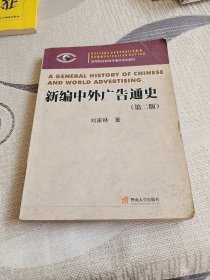 A GENERAL HISTORY OF CHINESE
AND WORLD ADVERTISING
新编中外广告通史
(第二版)
刘家林 著
暨南大学出版社